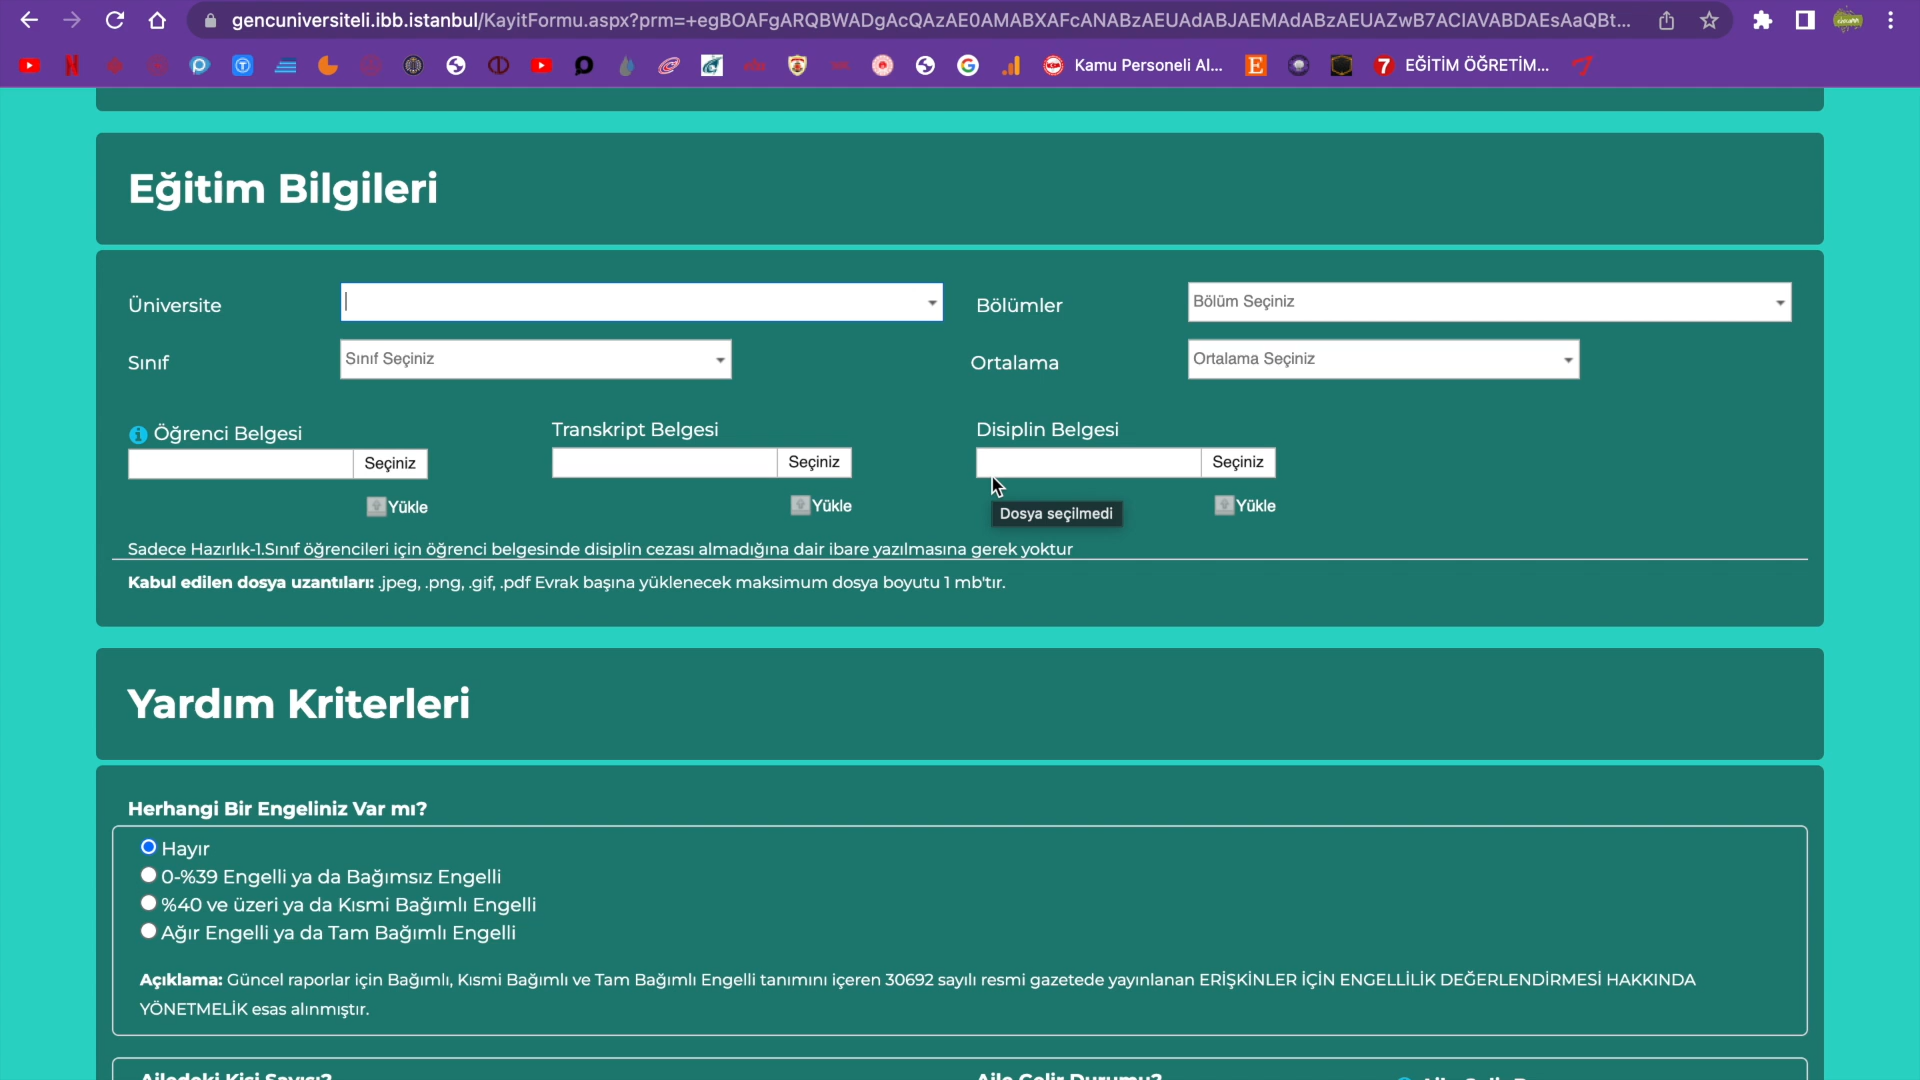 gencuniversiteli.ibb.istanbul/KayitFormu.aspx?prm=+egBOAFgARQBWADgAcQAzAE0AMABXAFcANABzAEUAdABJAEMAdABzAEUAZwB7ACIAVABDAEsAaQBt...
Kamu Personeli Al... EĞİTİM ÖĞRETİM...
Eğitim Bilgileri
Üniversite
Bölümler Bölüm Seçiniz
Sınıf Sınıf Seçiniz
Ortalama Ortalama Seçiniz
Öğrenci Belgesi Transkript Belgesi Disiplin Belgesi
Seçiniz Seçiniz Seçiniz
Yükle Yükle Yükle
Dosya seçilmedi
Sadece Hazırlık-1.Sınıf öğrencileri için öğrenci belgesinde disiplin cezası almadığına dair ibare yazılmasına gerek yoktur
Kabul edilen dosya uzantıları: .jpeg, .png, .gif, .pdf Evrak başına yüklenecek maksimum dosya boyutu 1 mb'tır.
Yardım Kriterleri
Herhangi Bir Engeliniz Var mı?
Hayır
0-%39 Engelli ya da Bağımsız Engelli
%40 ve üzeri ya da Kısmi Bağımlı Engelli
Ağır Engelli ya da Tam Bağımlı Engelli
Açıklama: Güncel raporlar için Bağımlı, Kısmi Bağımlı ve Tam Bağımlı Engelli tanımını içeren 30692 sayılı resmi gazetede yayınlanan ERİŞKİNLER İÇİN ENGELLİLİK DEĞERLENDİRMESİ HAKKINDA
YÖNETMELİK esas alınmıştır.
Ailedeki Kişi Sayısı? Aile Gelir Durumu?